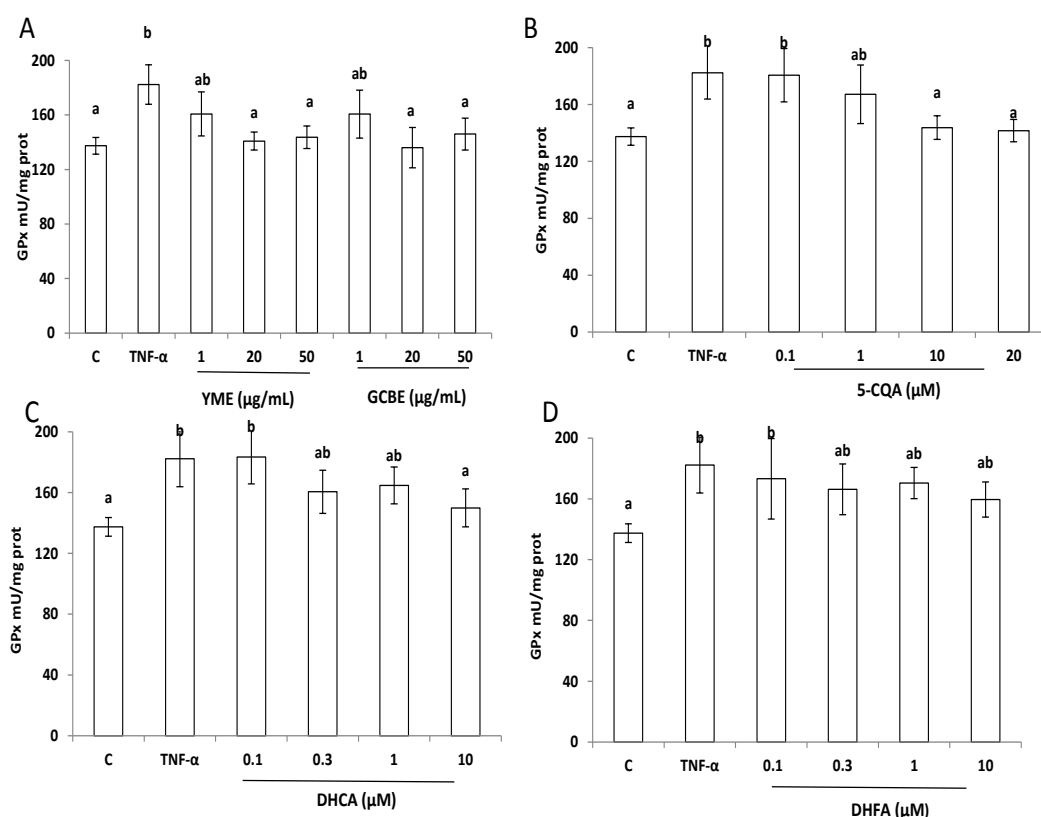 A
GPx mU/mg prot
200
160
120
80
40
0
a
b
ab
a
a
ab
a
a
C TNF-α 1 20 50 1 20 50
YME (µg/mL) GCBE (µg/mL)
B
GPx mU/mg prot
200
160
120
80
40
0
a
b
b
ab
a
a
C TNF-α 0.1 1 10 20
5-CQA (µM)
C
GPx mU/mg prot
200
160
120
80
40
0
a
b
b
ab
ab
a
C TNF-α 0.1 0.3 1 10
DHCA (µM)
D
GPx mU/mg prot
200
160
120
80
40
0
a
b
b
ab
ab
ab
C TNF-α 0.1 0.3 1 10
DHFA (µM)